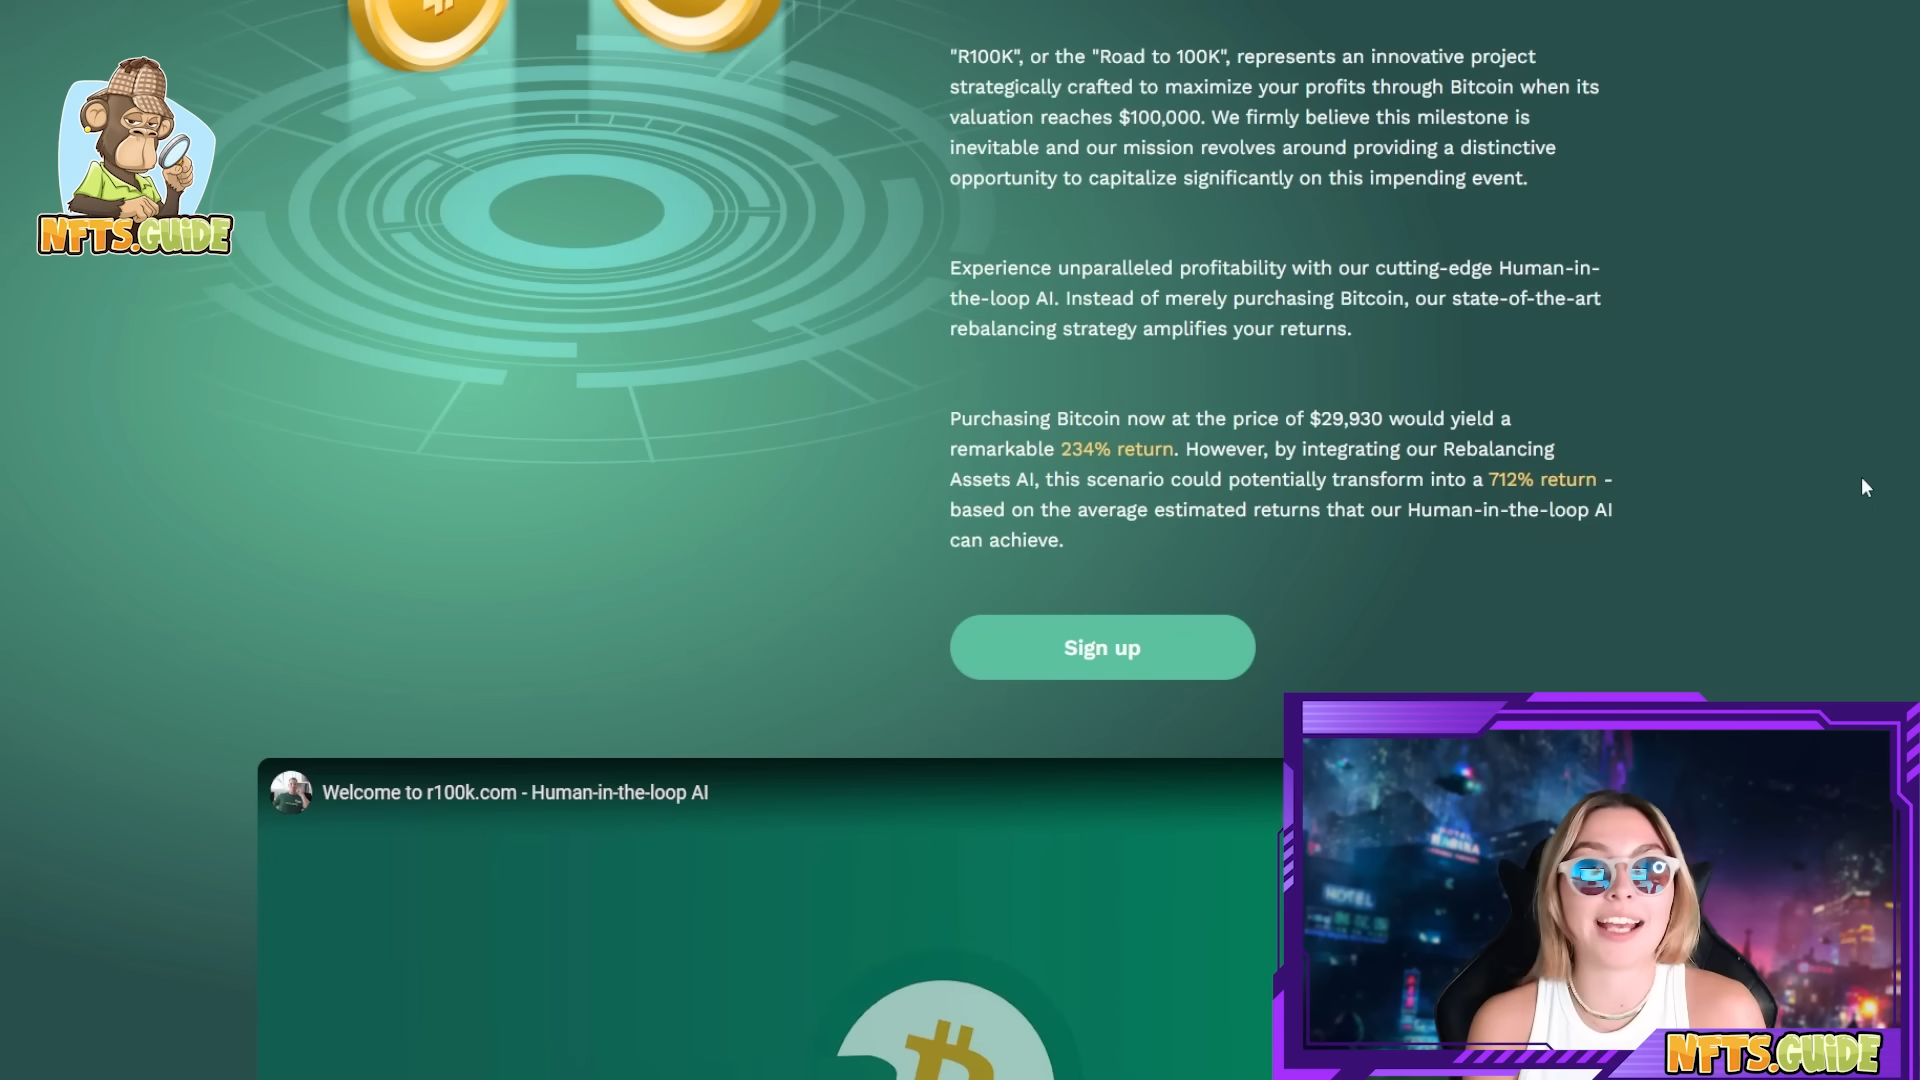 "R100K", or the "Road to 100K", represents an innovative project
strategically crafted to maximize your profits through Bitcoin when its
valuation reaches $100,000. We firmly believe this milestone is
inevitable and our mission revolves around providing a distinctive
opportunity to capitalize significantly on this impending event.
NFTS.GUiDE
Experience unparalleled profitability with our cutting-edge Human-in-
the-loop AI. Instead of merely purchasing Bitcoin, our state-of-the-art
rebalancing strategy amplifies your returns.
Purchasing Bitcoin now at the price of $29,930 would yield a
remarkable 234% return. However, by integrating our Rebalancing
Assets AI, this scenario could potentially transform into a 712% return -
based on the average estimated returns that our Human-in-the-loop AI
can achieve.
Sign up
Welcome to r100k.com - Human-in-the-loop AI
HOTEL
NFTS.GUiDE